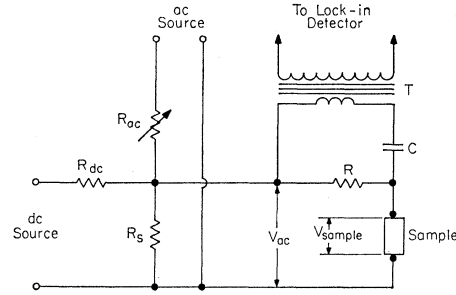 ac
Source
To Lock-in
Detector
T
Rac
C
Rdc
R
dc
Source
RS
Vac
Vsample
Sample